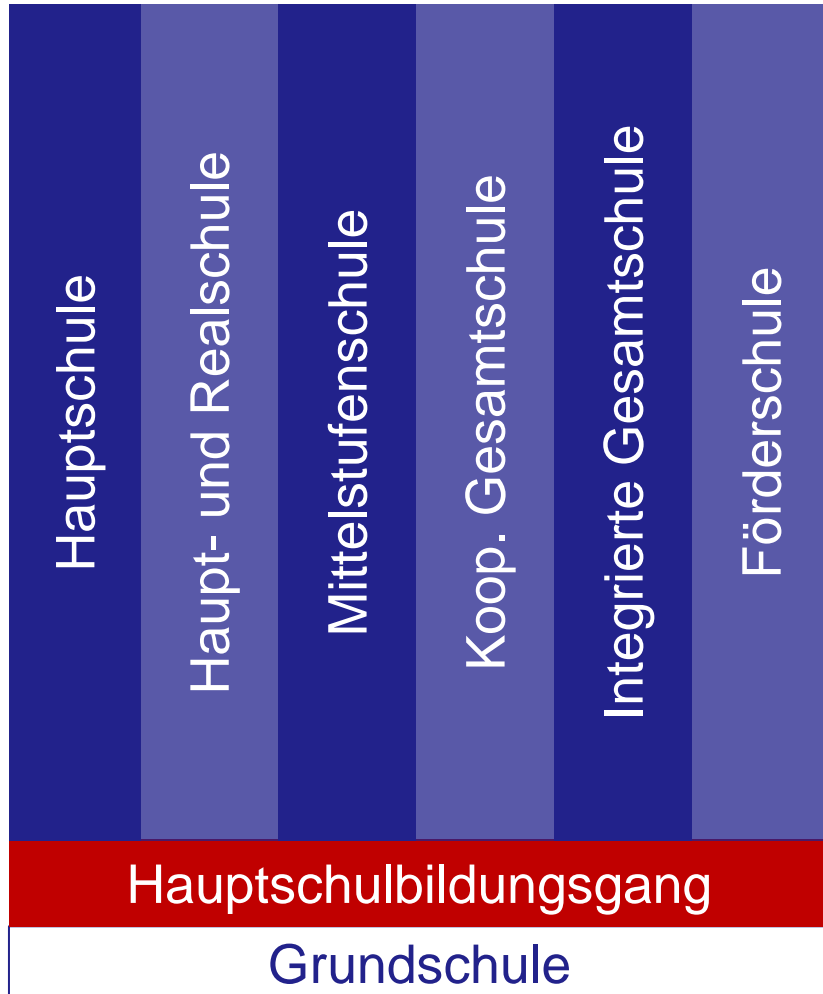 Hauptschule
Haupt- und Realschule
Mittelstufenschule
Koop. Gesamtschule
Integrierte Gesamtschule
Förderschule
Hauptschulbildungsgang
Grundschule